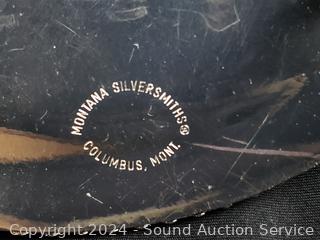 MONTANA SILVERSMITHS®
COLUMBUS, MONT.
Copyright 2024 - Sound Auction Service